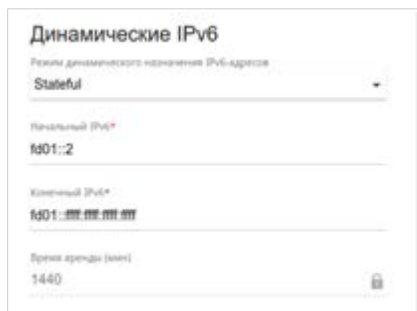 Динамические IPv6
Режим динамического назначения IPv6-адресов
Stateful
Начальный IPv6*
fd01::2
Конечный IPv6*
fd01::ffff:ffff:ffff:ffff
Время аренды (мин)
1440